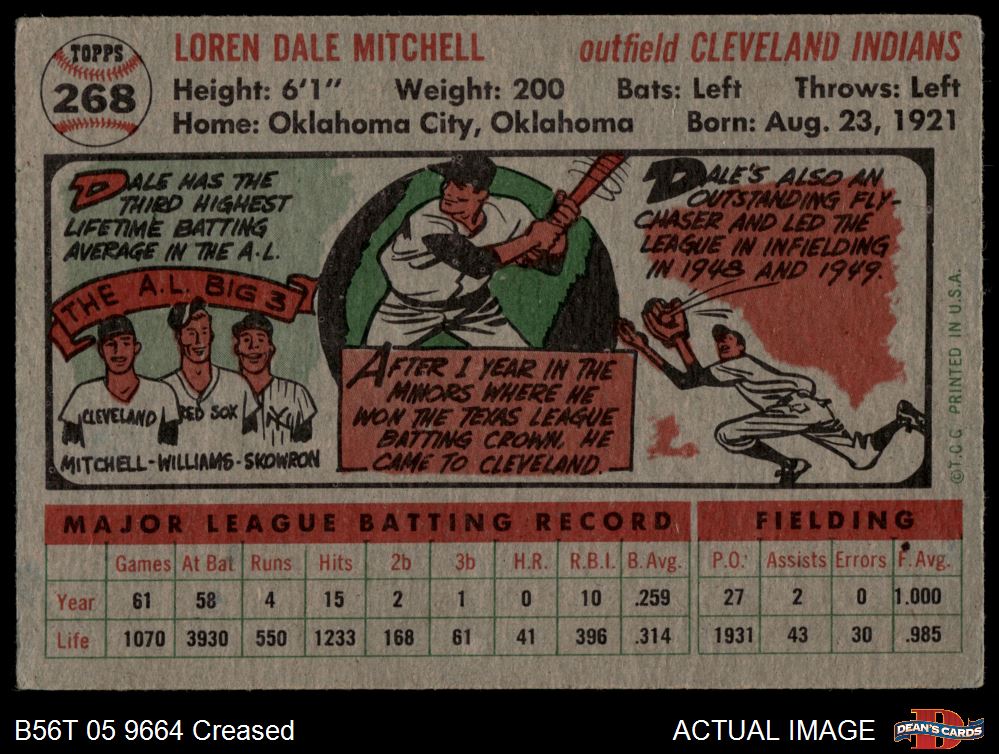 TOPPS
268
LOREN DALE MITCHELL outfield CLEVELAND INDIANS
Height: 6'1" Weight: 200 Bats: Left Throws: Left
Home: Oklahoma City, Oklahoma Born: Aug. 23, 1921
DALE HAS THE
THIRD HIGHEST
LIFETIME BATTING
AVERAGE IN THE A.L.
THE A.L. BIG 3
CLEVELAND RED SOX NY
MITCHELL-WILLIAMS-SKOWRON
AFTER 1 YEAR IN THE
MINORS WHERE HE
WON THE TEXAS LEAGUE
BATTING CROWN, HE
CAME TO CLEVELAND.
DALE'S ALSO AN
OUTSTANDING FLY-
CHASER AND LED THE
LEAGUE IN INFIELDING
IN 1948 AND 1949.
©T.C.C PRINTED IN U.S.A.
MAJOR LEAGUE BATTING RECORD FIELDING
Games At Bat Runs Hits 2b 3b H.R. R.B.I. B.Avg. P.O. Assists Errors F.Avg.
Year 61 58 4 15 2 1 0 10 .259 27 2 0 1.000
Life 1070 3930 550 1233 168 61 41 396 .314 1931 43 30 .985
B56T 05 9664 Creased ACTUAL IMAGE D DEAN'S CARDS